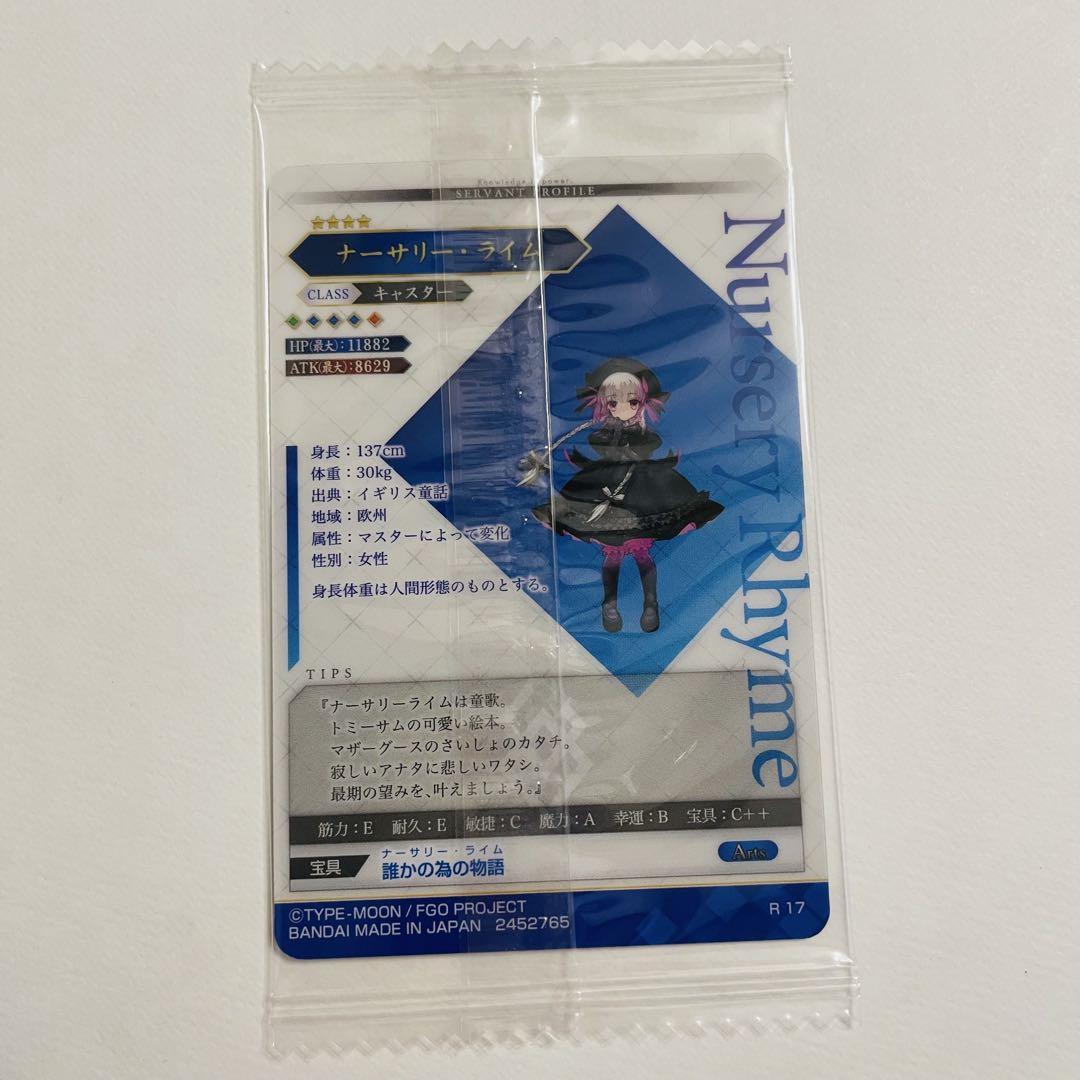 Knowledge is power.
SERVANT PROFILE
ナーサリー・ライム
CLASS キャスター
HP(最大):11882
ATK(最大):8629
身長：137cm
体重：30kg
出典：イギリス童話
地域：欧州
属性：マスターによって変化
性別：女性
身長体重は人間形態のものとする。
Nursery Rhyme
TIPS
『ナーサリーライムは童歌。
トミーサムの可愛い絵本。
マザーグースのさいしょのカタチ。
寂しいアナタに悲しいワタシ。
最期の望みを、叶えましょう。』
筋力：E 耐久：E 敏捷：C 魔力：A 幸運：B 宝具：C++
ナーサリー・ライム
宝具 誰かの為の物語 Arts
©TYPE-MOON / FGO PROJECT
BANDAI MADE IN JAPAN 2452765
R 17